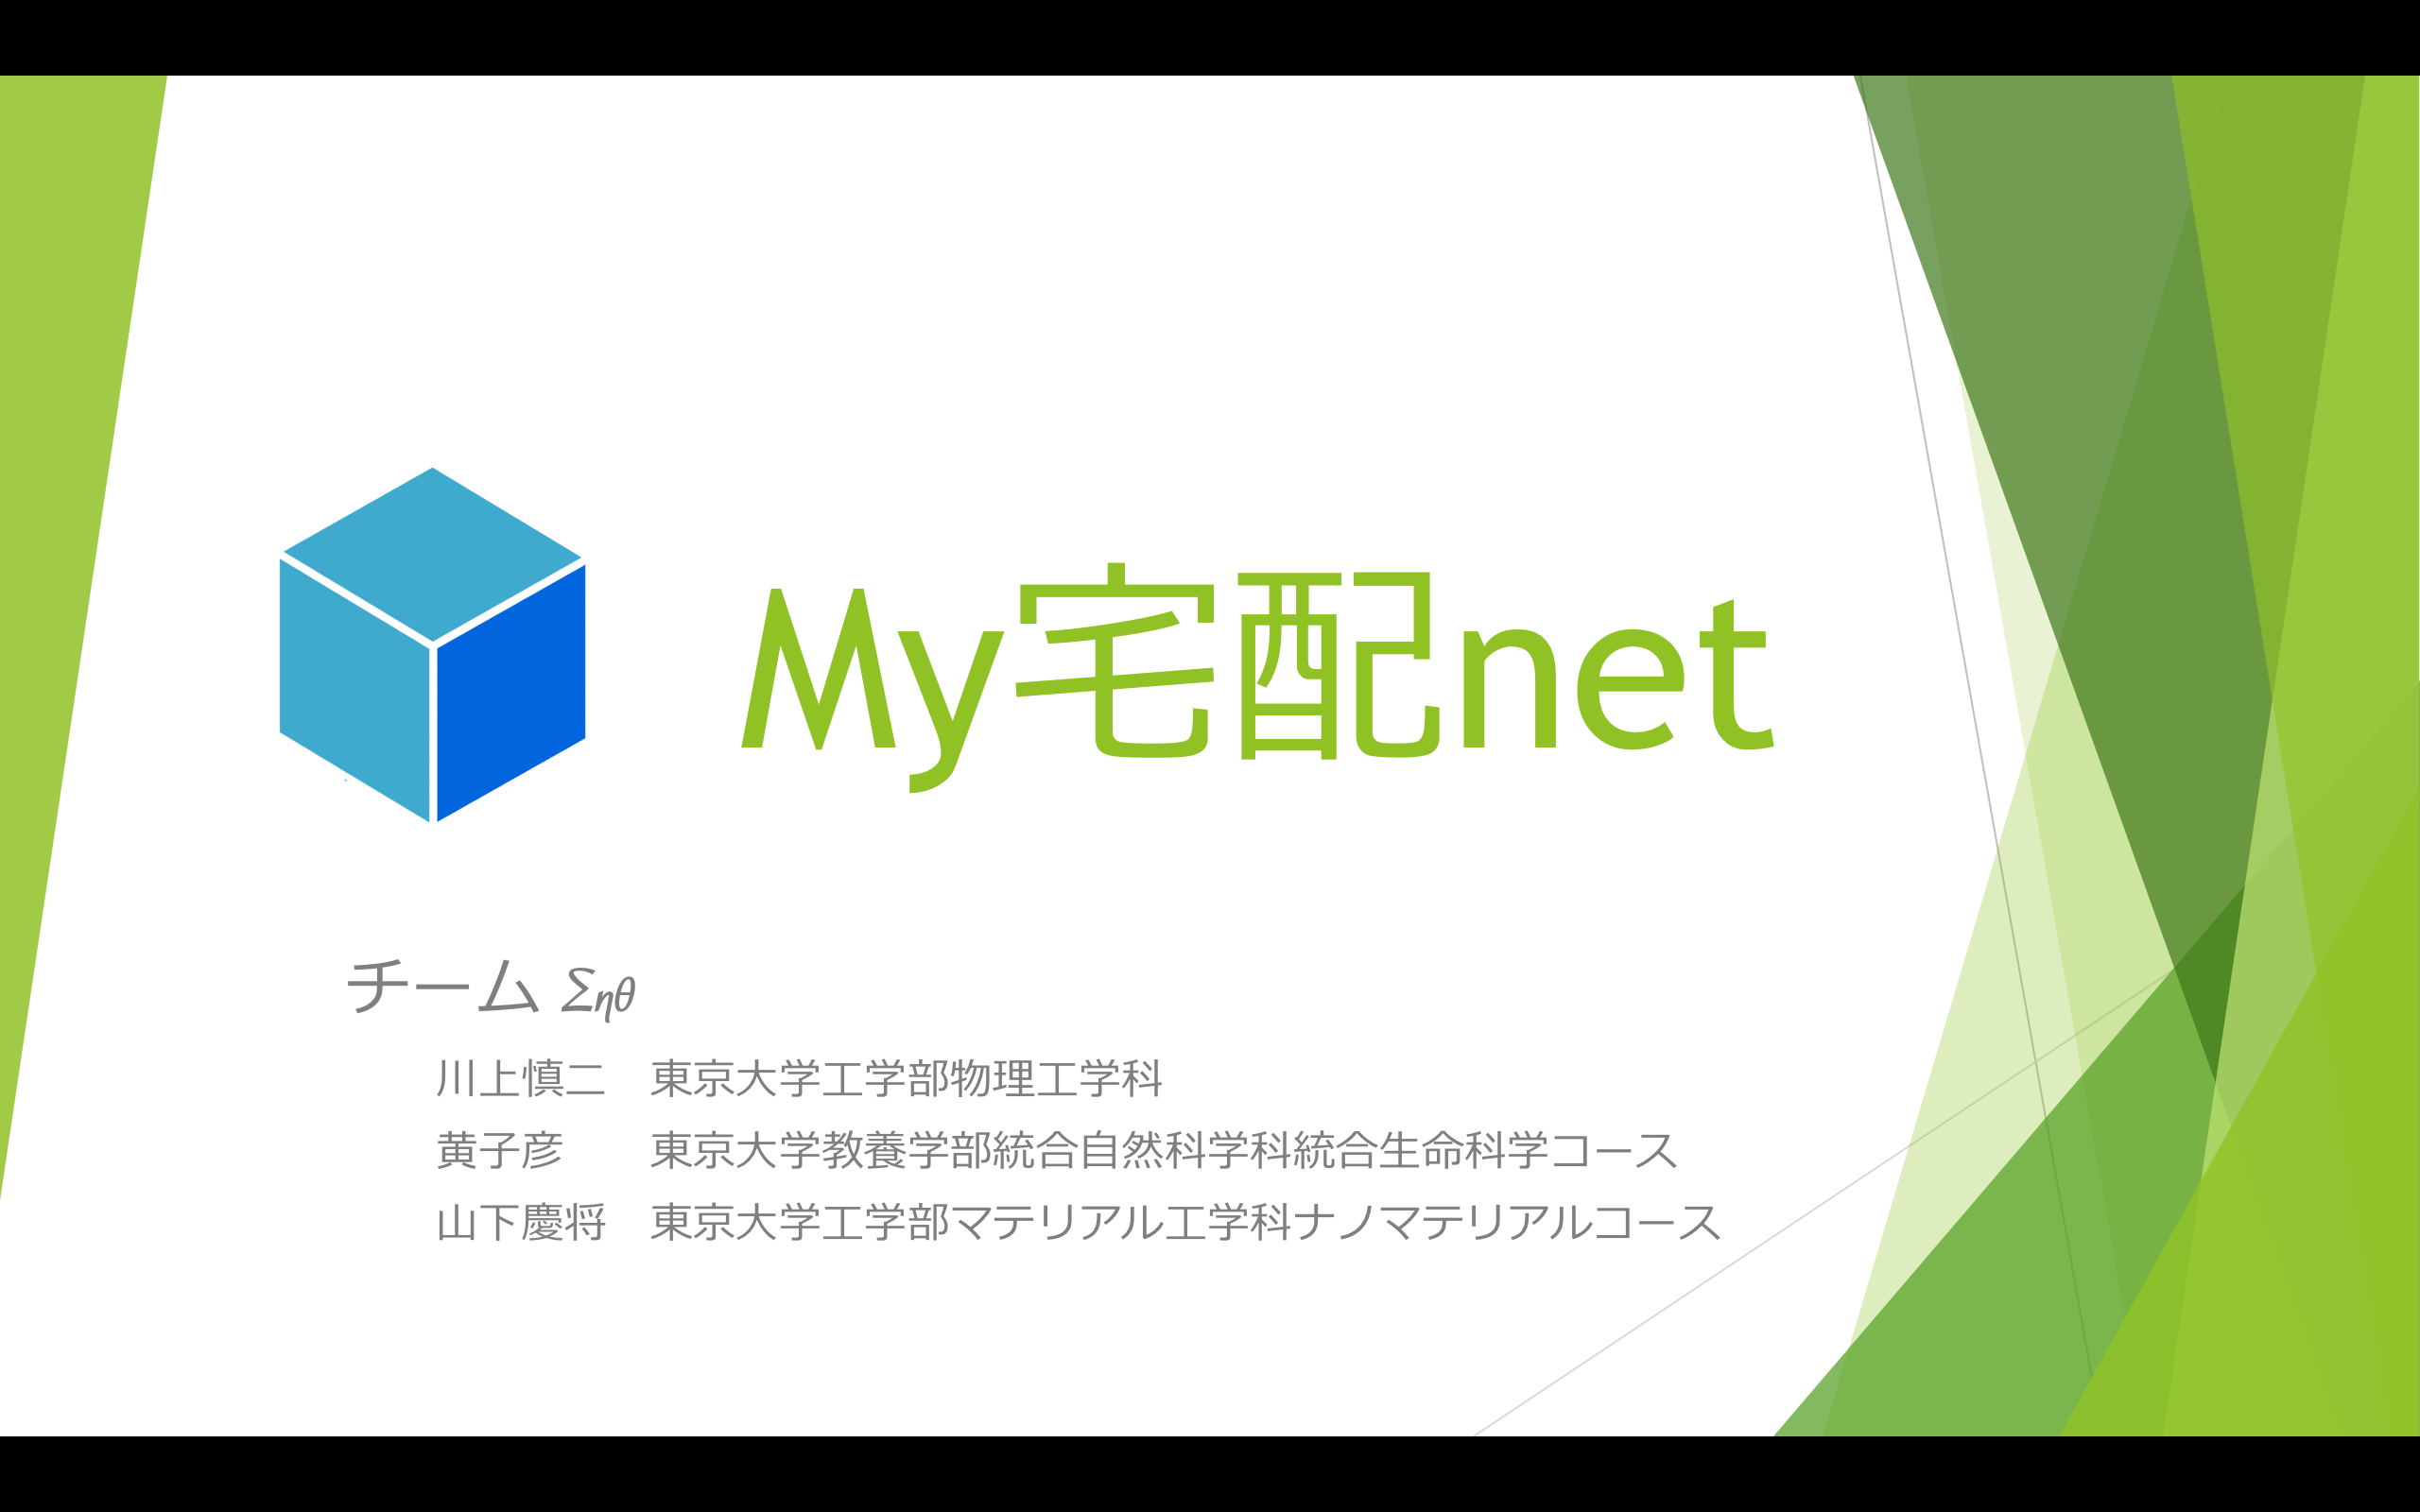 My宅配net
チーム Σηθ
川上慎二　東京大学工学部物理工学科
黄子彦　東京大学教養学部統合自然科学科統合生命科学コース
山下憂将　東京大学工学部マテリアル工学科ナノマテリアルコース